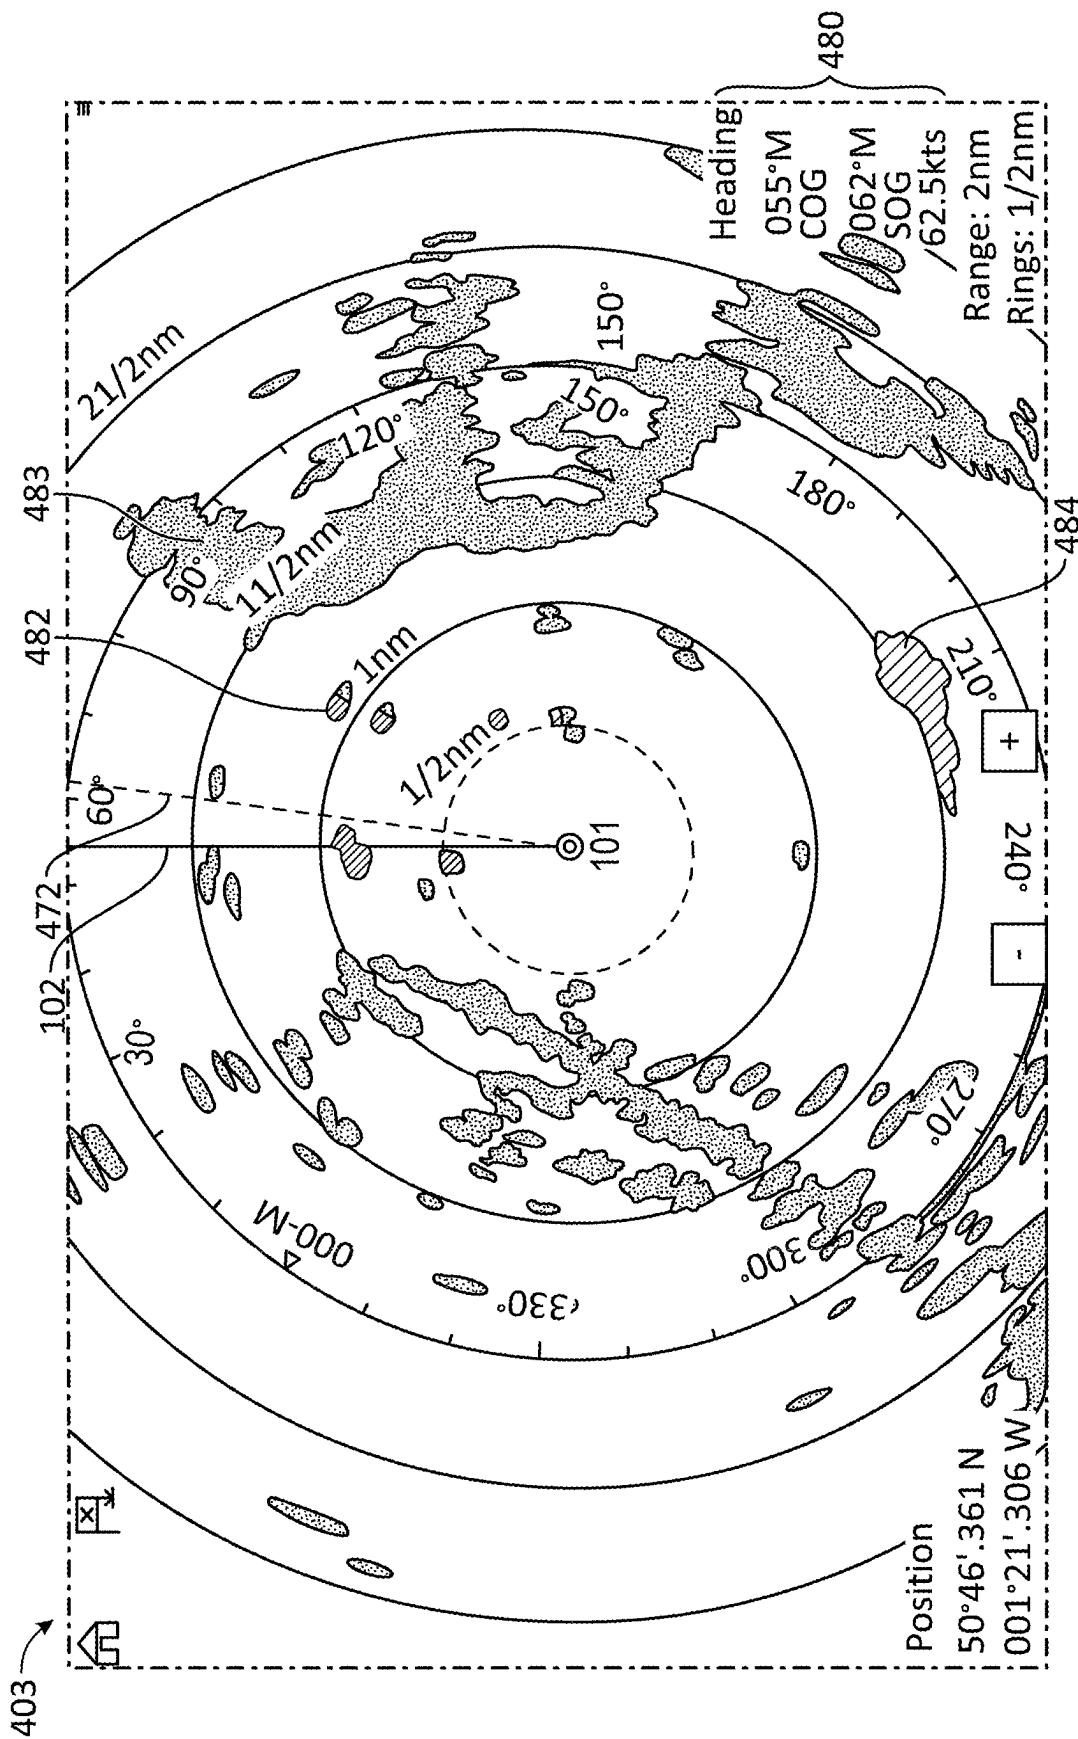 403
102
472
482
483
480
21/2nm
11/2nm
1nm
1/2nm
101
60°
90°
120°
150°
150°
180°
210°
240°
270°
300°
330°
000-M
30°
484
+
-
x
Heading
055°M
COG
062°M
SOG
62.5kts
Range: 2nm
Rings: 1/2nm
Position
50°46'.361 N
001°21'.306 W